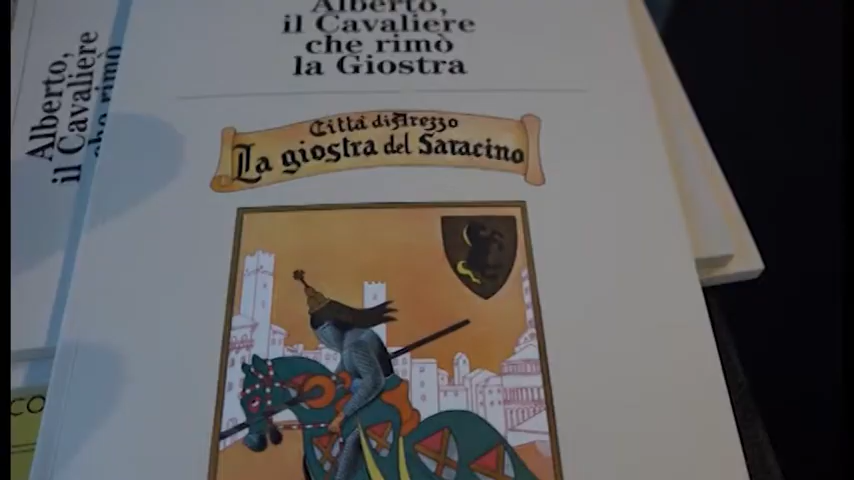 Alberto,
il Cavaliere
che rimò
la Giostra
Città di Arezzo
La giostra del Saracino
Alberto,
il Cavaliere
che rimò
CO